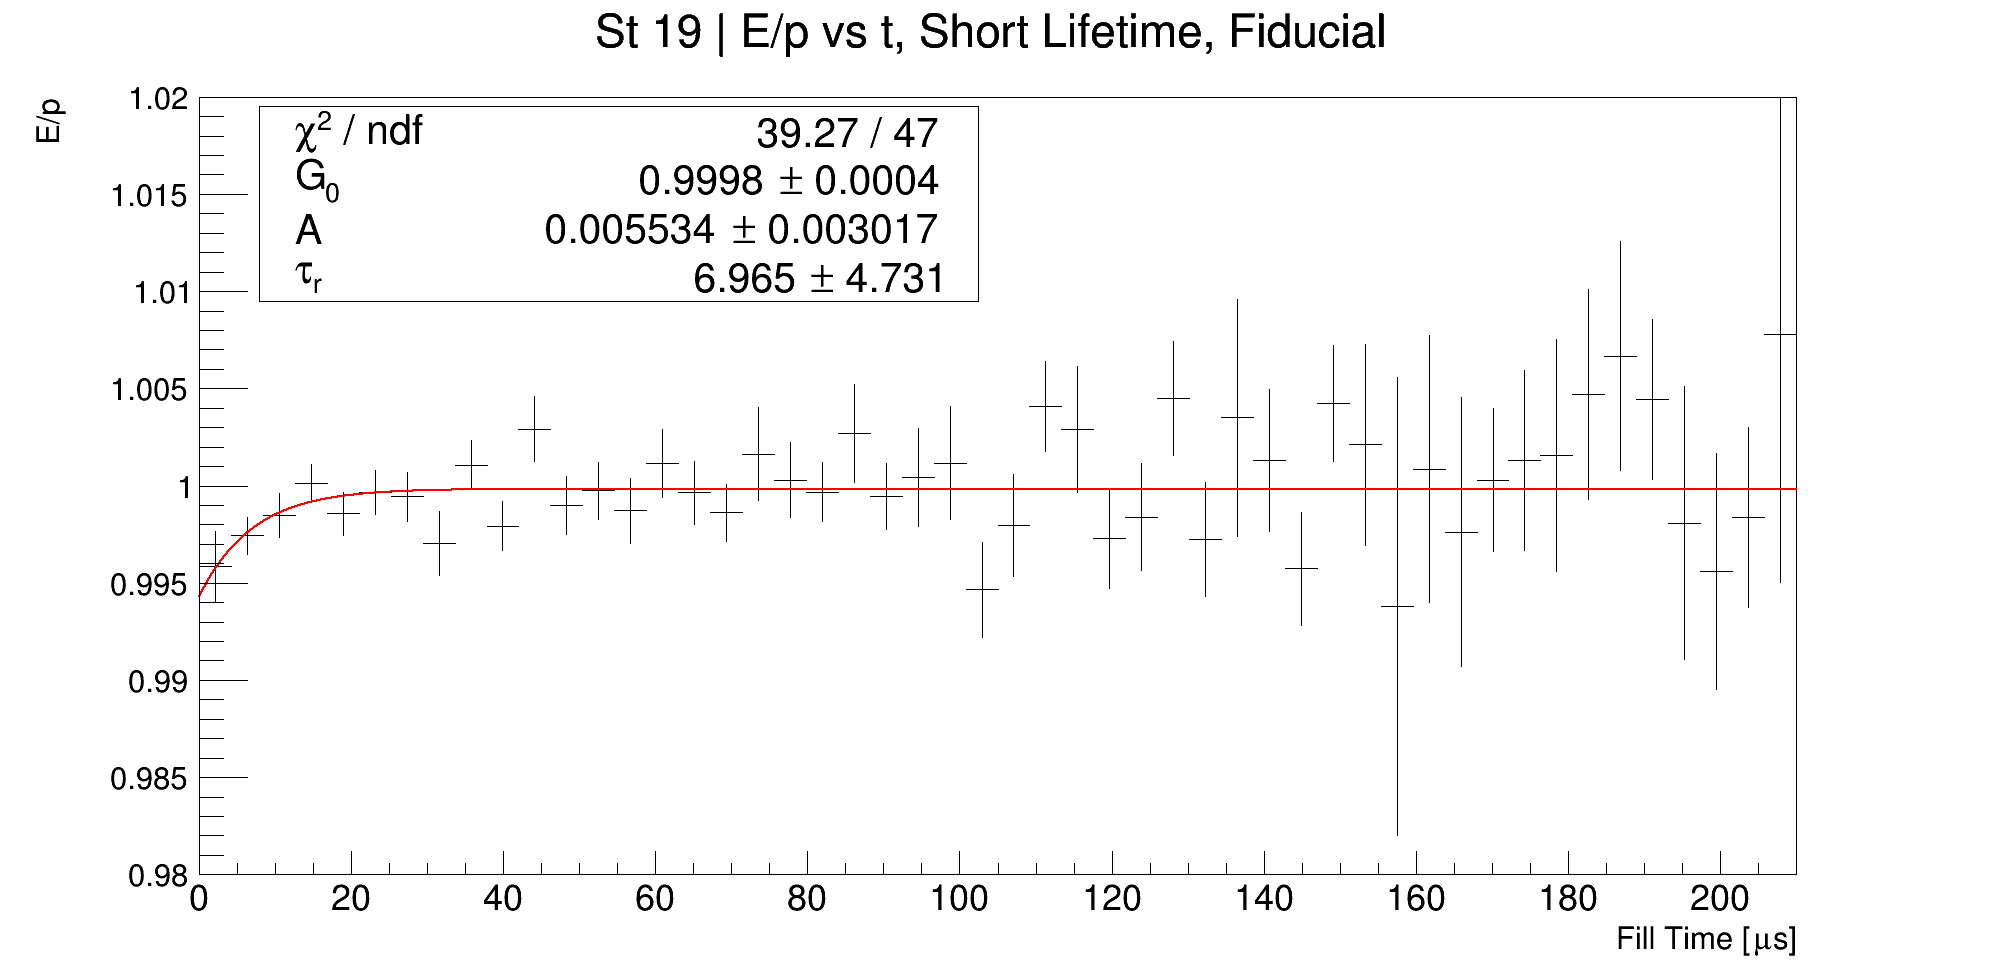 St 19 | E/p vs t, Short Lifetime, Fiducial
E/p
χ² / ndf 39.27 / 47
G₀ 0.9998 ± 0.0004
A 0.005534 ± 0.003017
τᵣ 6.965 ± 4.731
1.02
1.015
1.01
1.005
1
0.995
0.99
0.985
0.98
0 20 40 60 80 100 120 140 160 180 200
Fill Time [μs]